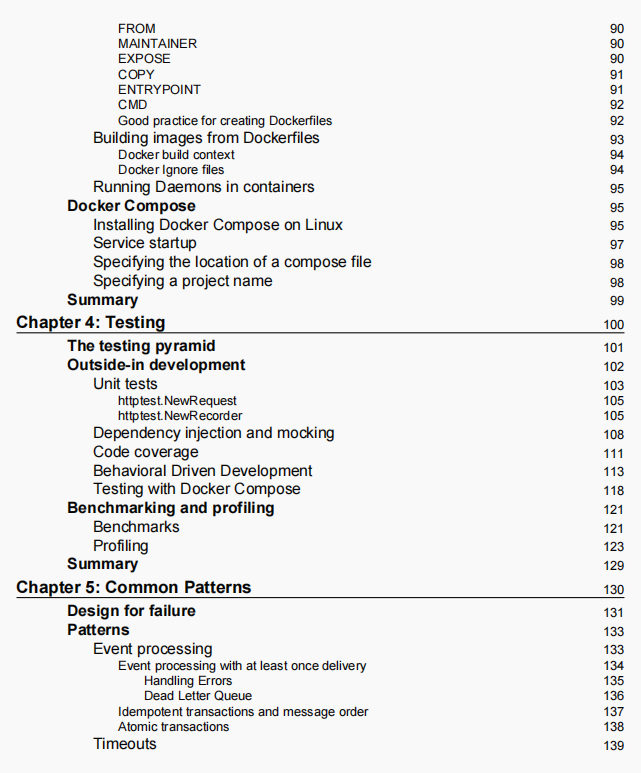 FROM 90
MAINTAINER 90
EXPOSE 90
COPY 91
ENTRYPOINT 91
CMD 92
Good practice for creating Dockerfiles 92
Building images from Dockerfiles 93
Docker build context 94
Docker Ignore files 94
Running Daemons in containers 95
Docker Compose 95
Installing Docker Compose on Linux 95
Service startup 97
Specifying the location of a compose file 98
Specifying a project name 98
Summary 99
Chapter 4: Testing 100
The testing pyramid 101
Outside-in development 102
Unit tests 103
httptest.NewRequest 105
httptest.NewRecorder 105
Dependency injection and mocking 108
Code coverage 111
Behavioral Driven Development 113
Testing with Docker Compose 118
Benchmarking and profiling 121
Benchmarks 121
Profiling 123
Summary 129
Chapter 5: Common Patterns 130
Design for failure 131
Patterns 133
Event processing 133
Event processing with at least once delivery 134
Handling Errors 135
Dead Letter Queue 136
Idempotent transactions and message order 137
Atomic transactions 138
Timeouts 139